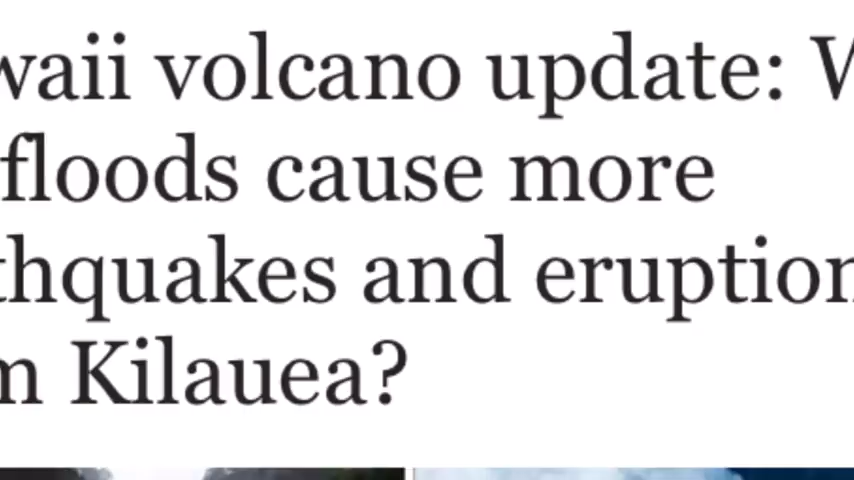 waii volcano update: W
floods cause more
thquakes and eruption
m Kilauea?